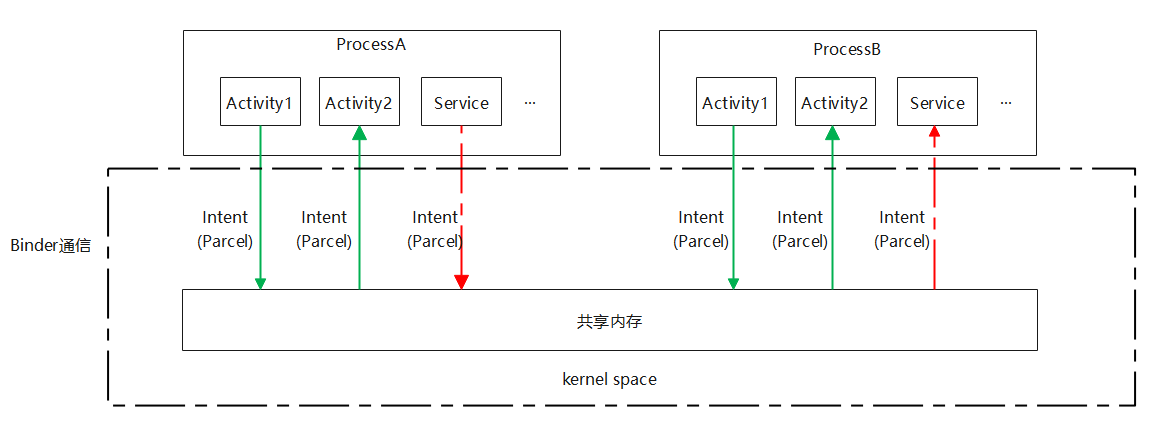 ProcessA
ProcessB
Activity1
Activity2
Service
...
Activity1
Activity2
Service
...
Intent
(Parcel)
Intent
(Parcel)
Intent
(Parcel)
Intent
(Parcel)
Intent
(Parcel)
Intent
(Parcel)
Binder通信
共享内存
kernel space